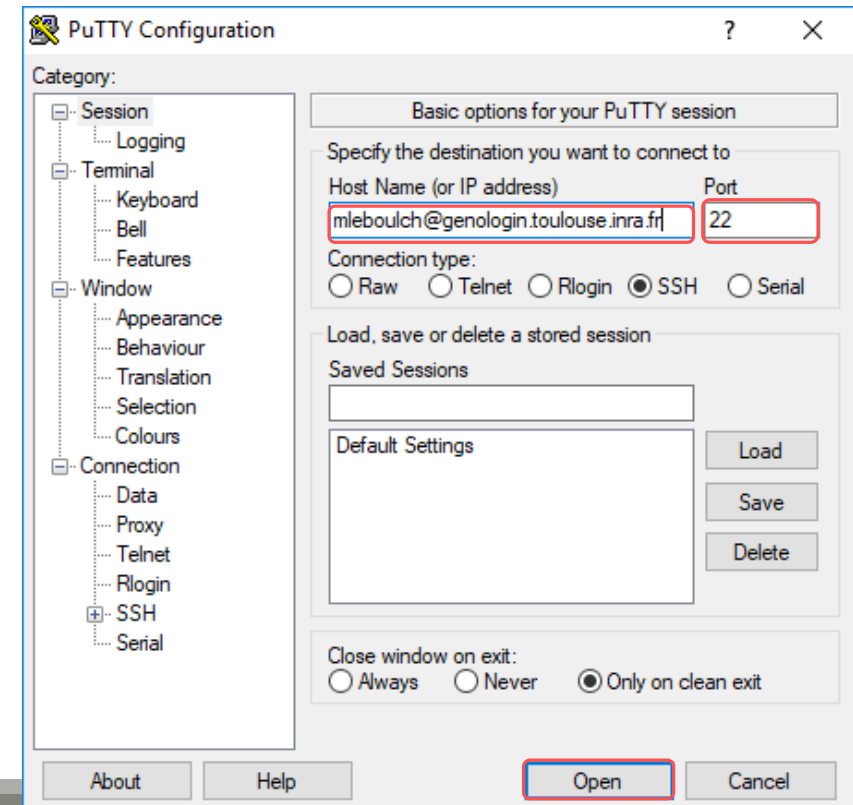 PuTTY Configuration
?
Category:
Session
Logging
Terminal
Keyboard
Bell
Features
Window
Appearance
Behaviour
Translation
Selection
Colours
Connection
Data
Proxy
Telnet
Rlogin
SSH
Serial
Basic options for your PuTTY session
Specify the destination you want to connect to
Host Name (or IP address) Port
mleboulch@genologin.toulouse.inra.fr 22
Connection type:
Raw Telnet Rlogin SSH Serial
Load, save or delete a stored session
Saved Sessions
Default Settings
Load
Save
Delete
Close window on exit:
Always Never Only on clean exit
About Help Open Cancel